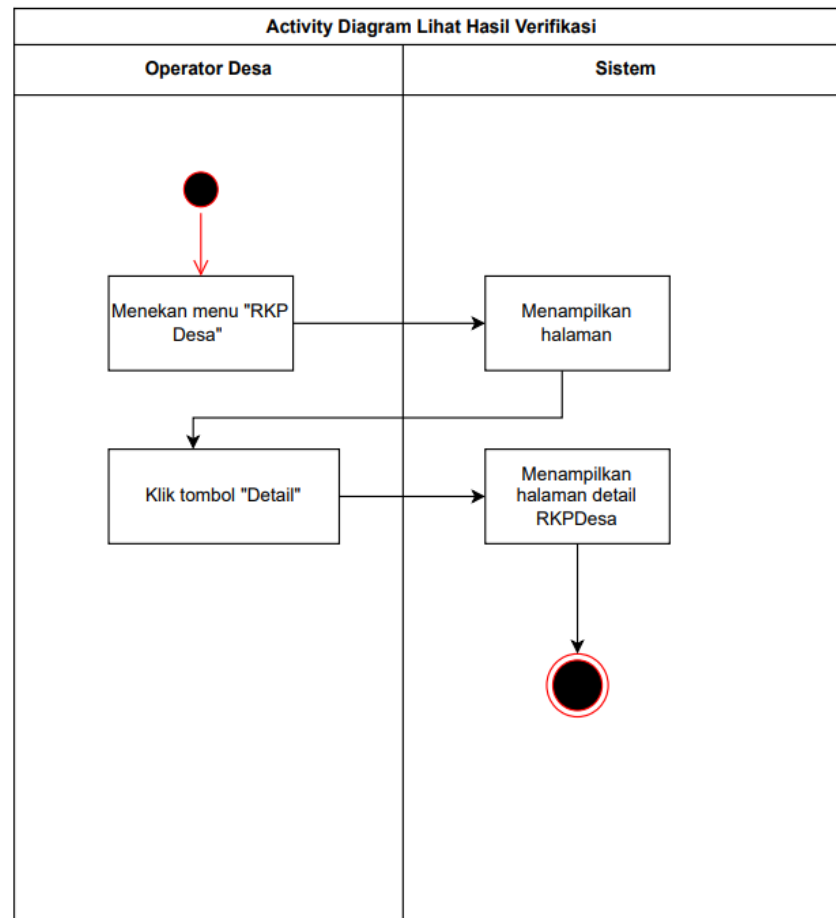 Activity Diagram Lihat Hasil Verifikasi
Operator Desa
Sistem
Menekan menu "RKP
Desa"
Menampilkan
halaman
Klik tombol "Detail"
Menampilkan
halaman detail
RKPDesa